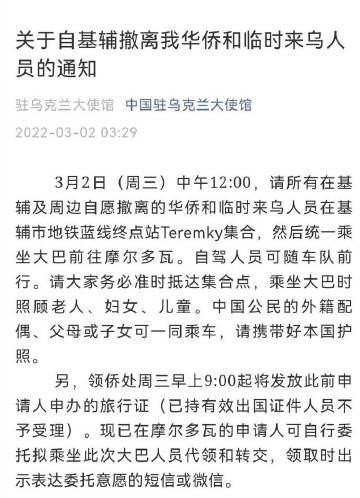 关于自基辅撤离我华侨和临时来乌人
员的通知
驻乌克兰大使馆 中国驻乌克兰大使馆
2022-03-02 03:29
3月2日（周三）中午12:00，请所有在基
辅及周边自愿撤离的华侨和临时来乌人员在基
辅市地铁蓝线终点站Teremky集合，然后统一乘
坐大巴前往摩尔多瓦。自驾人员可随车队前
行。请大家务必准时抵达集合点，乘坐大巴时
照顾老人、妇女、儿童。中国公民的外籍配
偶、父母或子女可一同乘车，请携带好本国护
照。
另，领侨处周三早上9:00起将发放此前申
请人申办的旅行证（已持有效出国证件人员不
予受理）。现已在摩尔多瓦的申请人可自行委
托拟乘坐此次大巴人员代领和转交，领取时出
示表达委托意愿的短信或微信。